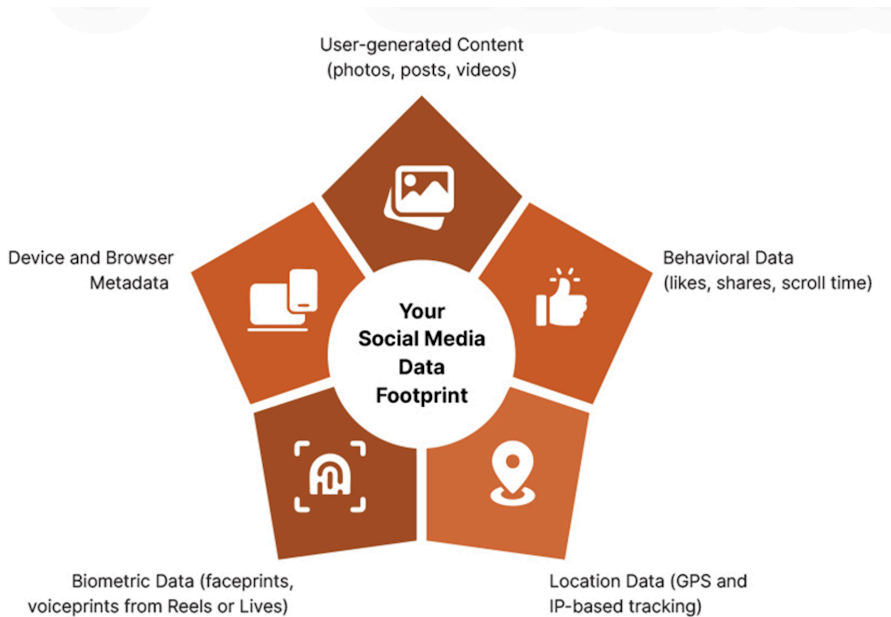 User-generated Content
(photos, posts, videos)
Device and Browser
Metadata
Behavioral Data
(likes, shares, scroll time)
Your
Social Media
Data
Footprint
Biometric Data (faceprints,
voiceprints from Reels or Lives)
Location Data (GPS and
IP-based tracking)